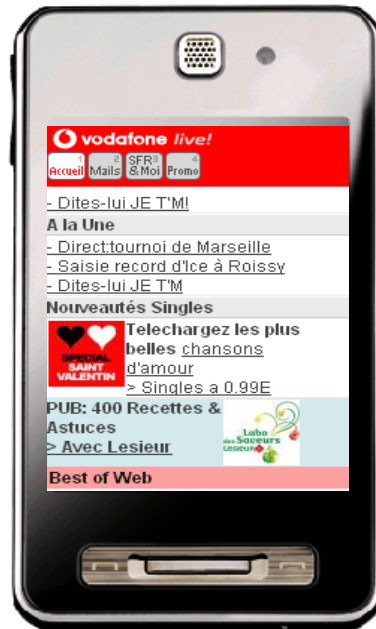 vodafone live!
1 2 3 4
Accueil Mails SFR & Moi Promo
- Dites-lui JE T'M!
A la Une
- Direct:tournoi de Marseille
- Saisie record d'Ice à Roissy
- Dites-lui JE T'M
Nouveautés Singles
SPECIAL
SAINT
VALENTIN
Telechargez les plus
belles chansons
d'amour
> Singles a 0.99E
PUB: 400 Recettes &
Astuces
> Avec Lesieur
Labo
des Saveurs
LESIEUR
Best of Web